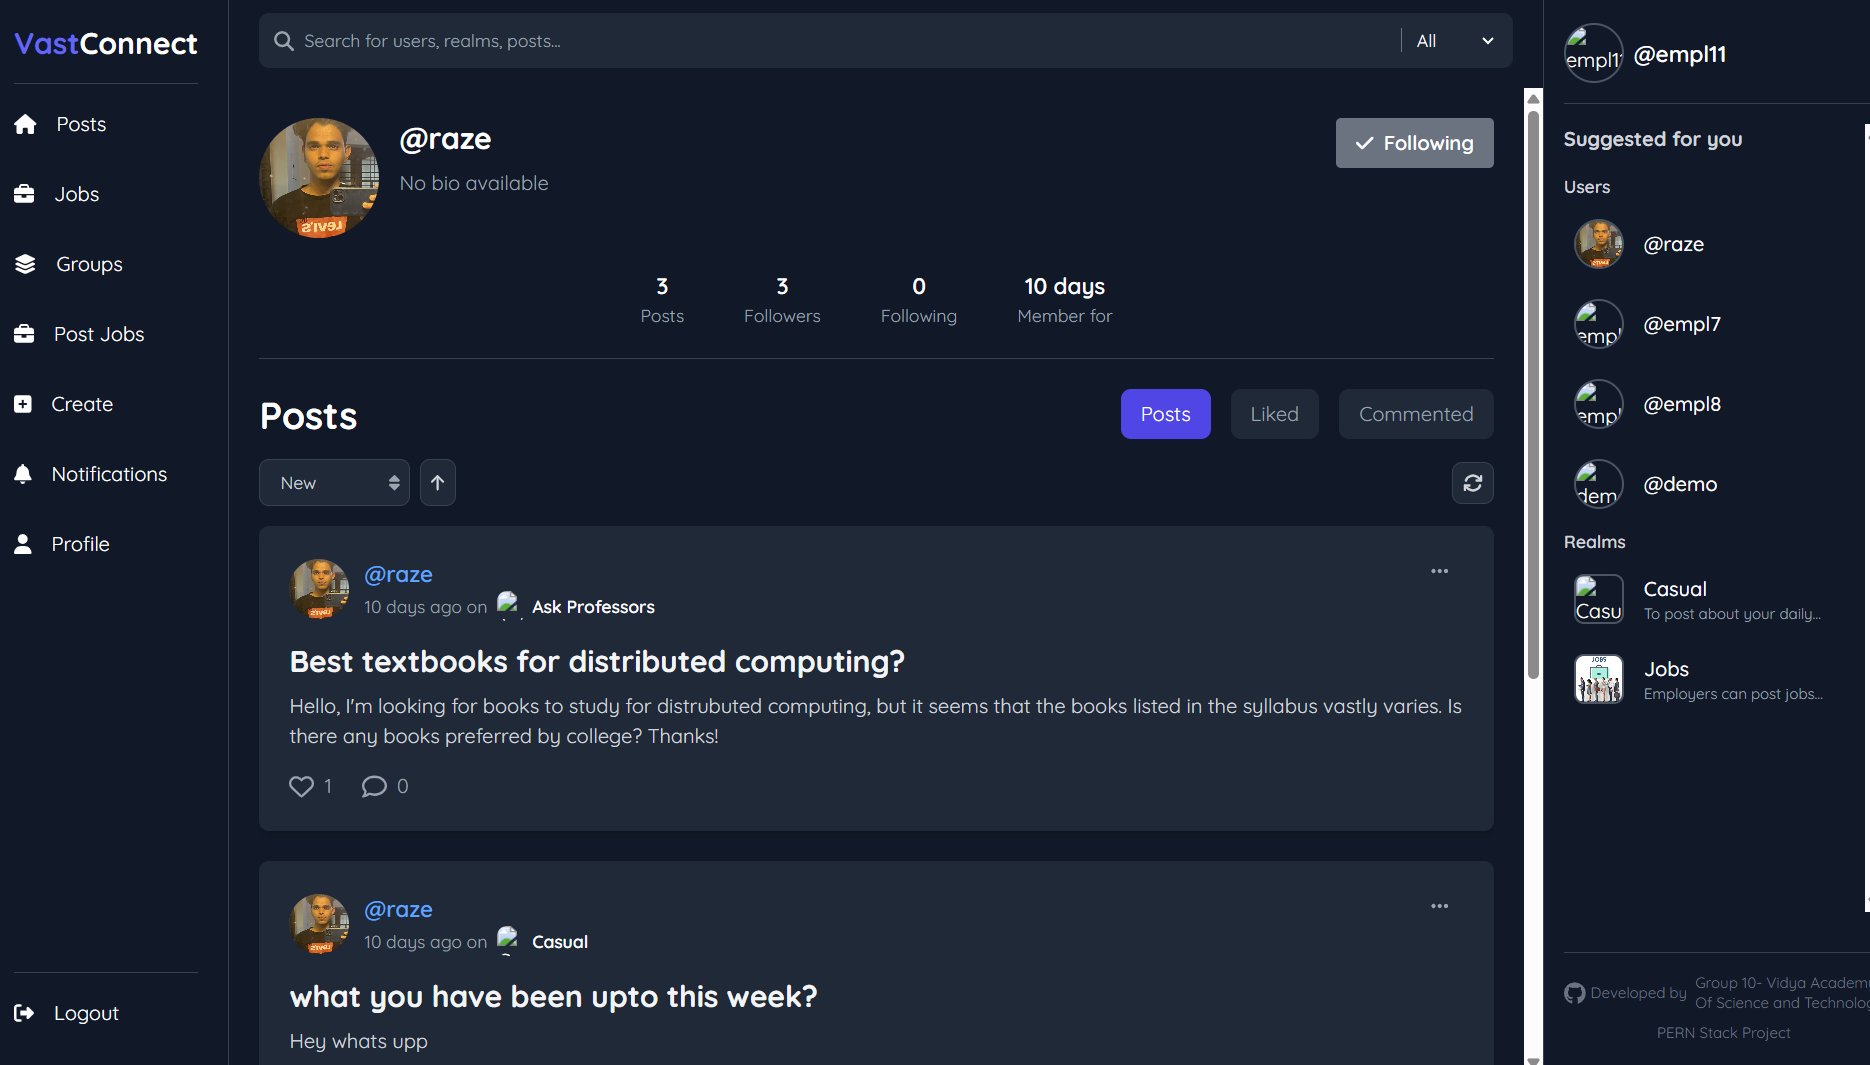 VastConnect
Posts
Jobs
Groups
Post Jobs
Create
Notifications
Profile
Logout
Search for users, realms, posts...
All
@raze
No bio available
Following
3
Posts
3
Followers
0
Following
10 days
Member for
Posts
Posts
Liked
Commented
New
@raze
10 days ago on
Ask Professors
Best textbooks for distributed computing?
Hello, I'm looking for books to study for distrubuted computing, but it seems that the books listed in the syllabus vastly varies. Is
there any books preferred by college? Thanks!
1
0
@raze
10 days ago on
Casual
what you have been upto this week?
Hey whats upp
empl11
@empl11
Suggested for you
Users
@raze
empl
@empl7
empl
@empl8
dem
@demo
Realms
Casu
Casual
To post about your daily...
Jobs
Employers can post jobs...
Developed by
Group 10- Vidya Academ
Of Science and Technolog
PERN Stack Project